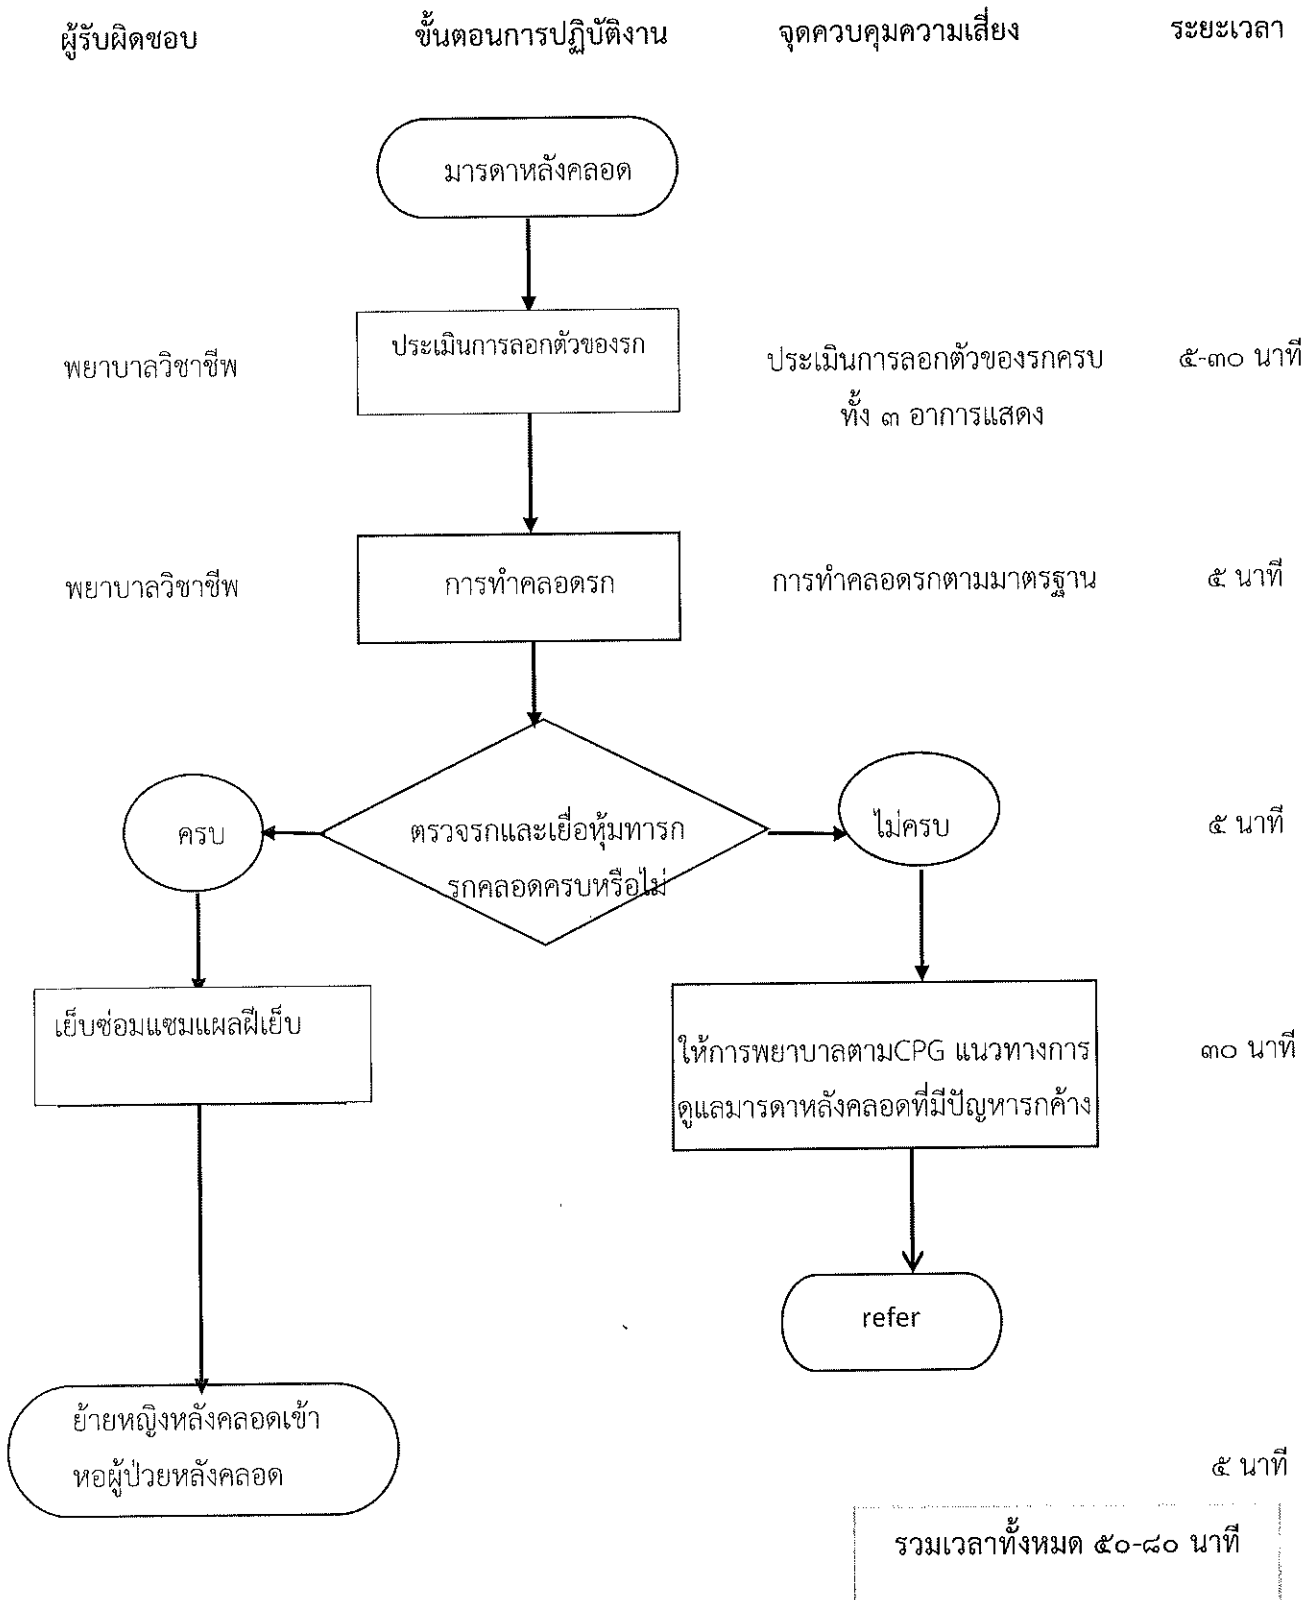 ผู้รับผิดชอบ ขั้นตอนการปฏิบัติงาน จุดควบคุมความเสี่ยง ระยะเวลา
มารดาหลังคลอด
พยาบาลวิชาชีพ ประเมินการลอกตัวของรก ประเมินการลอกตัวของรกครบ ๕-๓๐ นาที
ทั้ง ๓ อาการแสดง
พยาบาลวิชาชีพ การทำคลอดรก การทำคลอดรกตามมาตรฐาน ๕ นาที
ครบ ตรวจรกและเยื่อหุ้มทารก ไม่ครบ ๕ นาที
รกคลอดครบหรือไม่
เย็บซ่อมแซมแผลฝีเย็บ
ให้การพยาบาลตามCPG แนวทางการ ๓๐ นาที
ดูแลมารดาหลังคลอดที่มีปัญหารกค้าง
refer
ย้ายหญิงหลังคลอดเข้า
หอผู้ป่วยหลังคลอด ๕ นาที
รวมเวลาทั้งหมด ๕๐-๘๐ นาที